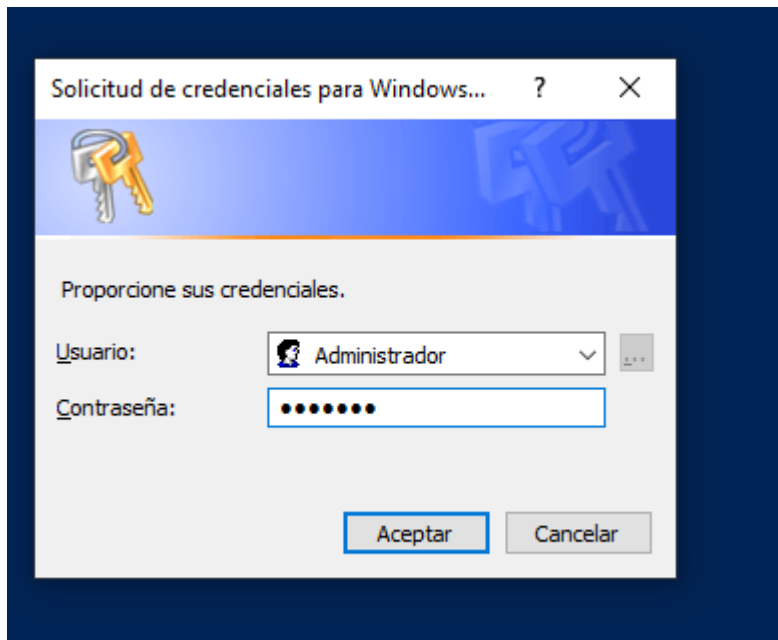 Solicitud de credenciales para Windows... ?
Proporcione sus credenciales.
Usuario: Administrador ...
Contraseña: •••••••
Aceptar Cancelar